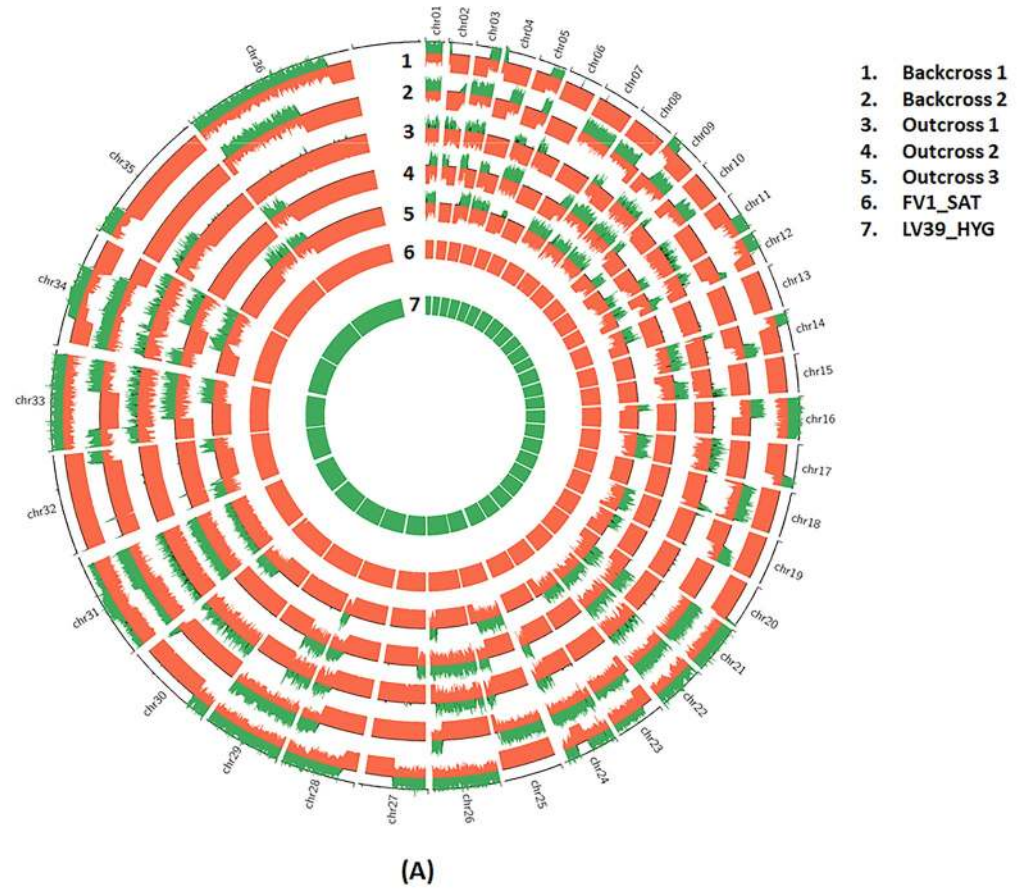 chr01
chr02
chr03
chr04
chr05
chr06
chr07
chr08
chr09
chr10
chr11
chr12
chr13
chr14
chr15
chr16
chr17
chr18
chr19
chr20
chr21
chr22
chr23
chr24
chr25
chr26
chr27
chr28
chr29
chr30
chr31
chr32
chr33
chr34
chr35
chr36
1
2
3
4
5
6
7
1. Backcross 1
2. Backcross 2
3. Outcross 1
4. Outcross 2
5. Outcross 3
6. FV1_SAT
7. LV39_HYG
(A)